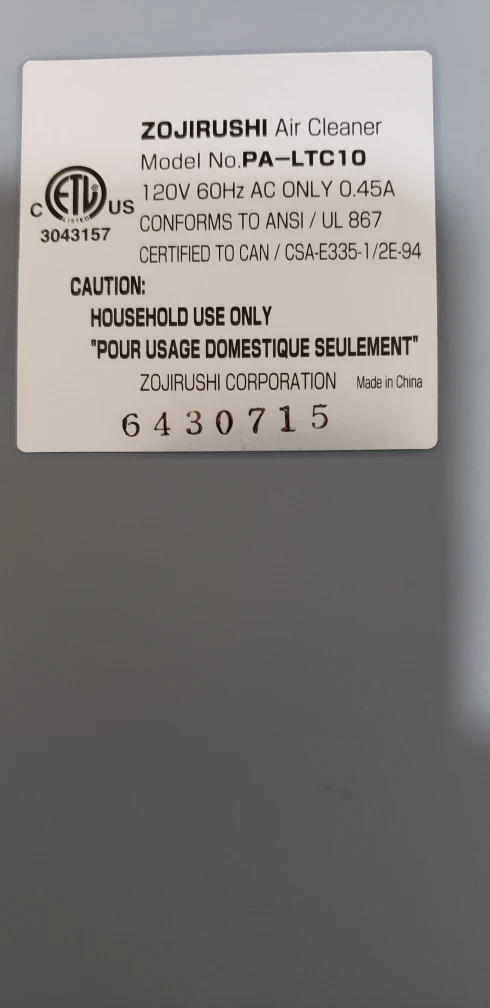 ZOJIRUSHI Air Cleaner
Model No.PA-LTC10
C ETL US
LISTED
3043157
120V 60Hz AC ONLY 0.45A
CONFORMS TO ANSI / UL 867
CERTIFIED TO CAN / CSA-E335-1/2E-94
CAUTION:
HOUSEHOLD USE ONLY
"POUR USAGE DOMESTIQUE SEULEMENT"
ZOJIRUSHI CORPORATION Made in China
6430715